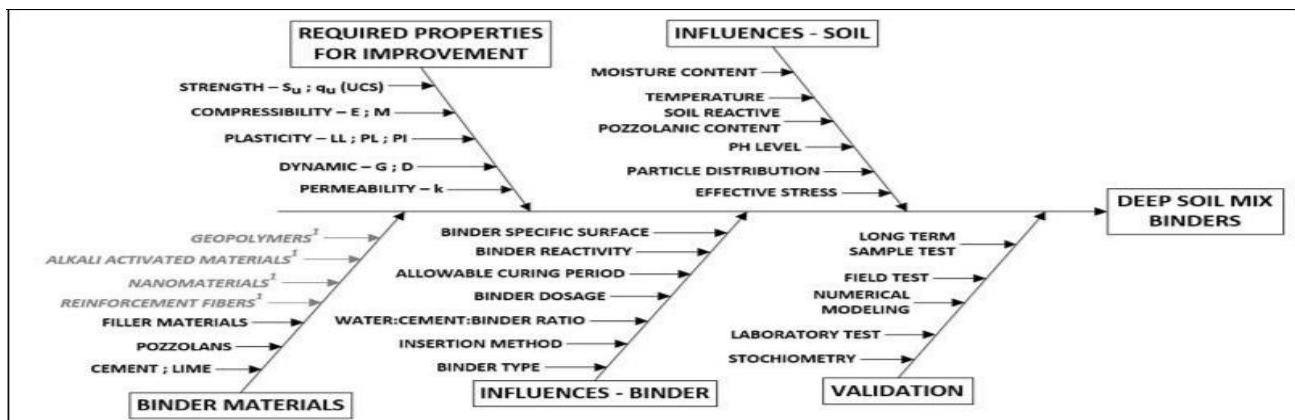 REQUIRED PROPERTIES
FOR IMPROVEMENT
STRENGTH – Su ; qu (UCS)
COMPRESSIBILITY – E ; M
PLASTICITY – LL ; PL ; PI
DYNAMIC – G ; D
PERMEABILITY – k
INFLUENCES - SOIL
MOISTURE CONTENT
TEMPERATURE
SOIL REACTIVE
POZZOLANIC CONTENT
PH LEVEL
PARTICLE DISTRIBUTION
EFFECTIVE STRESS
DEEP SOIL MIX
BINDERS
GEOPOLYMERS¹
ALKALI ACTIVATED MATERIALS¹
NANOMATERIALS¹
REINFORCEMENT FIBERS¹
FILLER MATERIALS
POZZOLANS
CEMENT ; LIME
BINDER MATERIALS
BINDER SPECIFIC SURFACE
BINDER REACTIVITY
ALLOWABLE CURING PERIOD
BINDER DOSAGE
WATER:CEMENT:BINDER RATIO
INSERTION METHOD
BINDER TYPE
INFLUENCES - BINDER
LONG TERM
SAMPLE TEST
FIELD TEST
NUMERICAL
MODELING
LABORATORY TEST
STOCHIOMETRY
VALIDATION